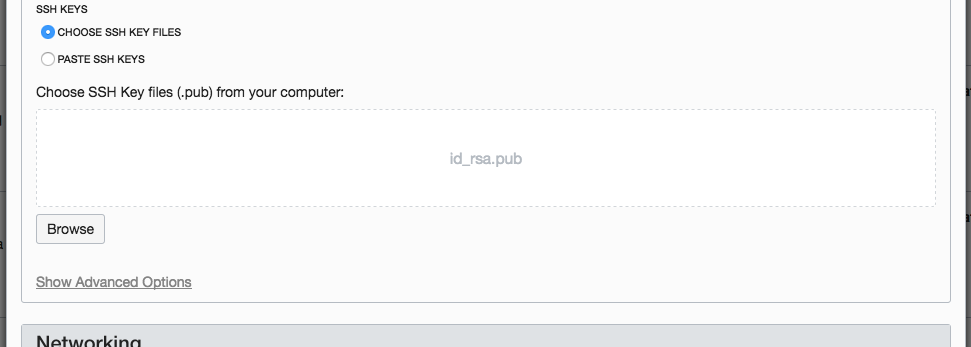 SSH KEYS
CHOOSE SSH KEY FILES
PASTE SSH KEYS
Choose SSH Key files (.pub) from your computer:
id_rsa.pub
Browse
Show Advanced Options
Networking